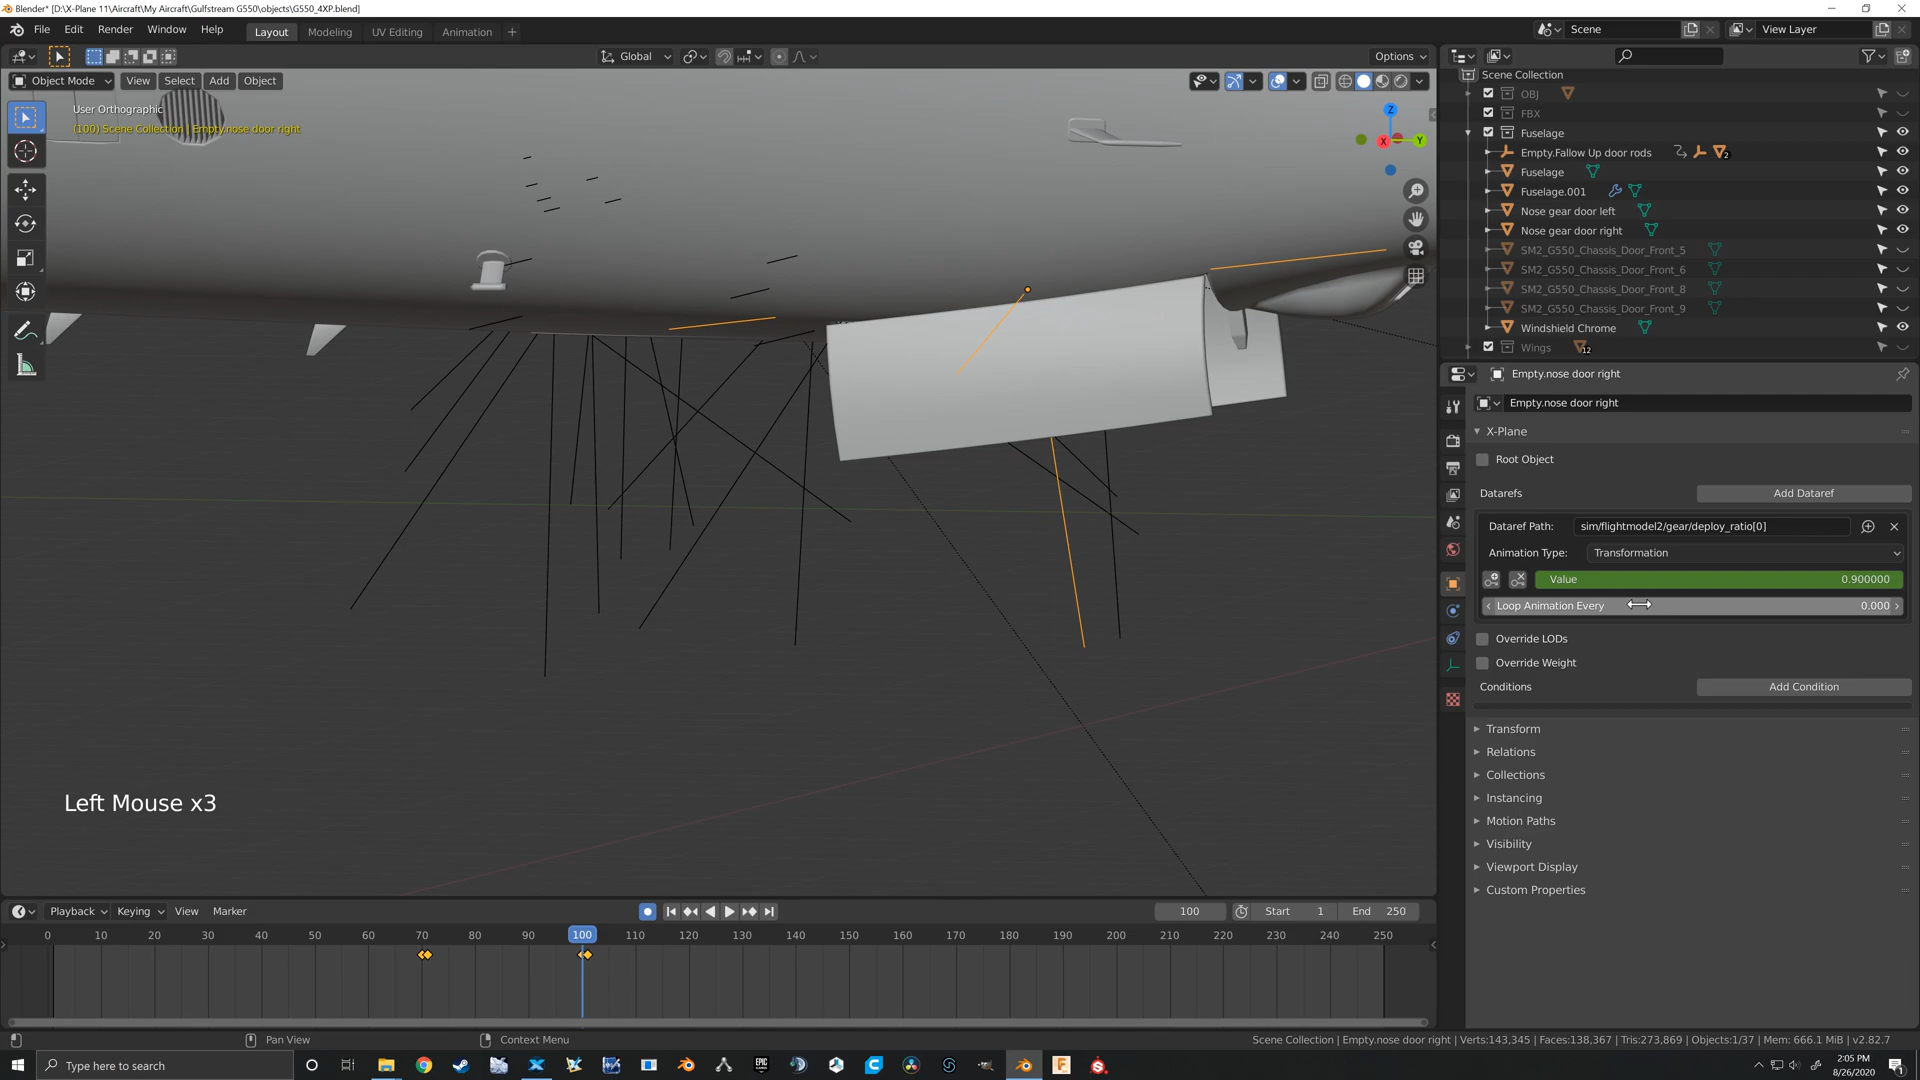 Blender* [D:\X-Plane 11\Aircraft\My Aircraft\Gulfstream G550\objects\G550_4XP.blend]
File Edit Render Window Help Layout Modeling UV Editing Animation + Scene View Layer
Global Options
Object Mode View Select Add Object
User Orthographic
(100) Scene Collection | Empty.nose door right
Z
X Y
Left Mouse x3
Scene Collection
OBJ
FBX
Fuselage
Empty.Fallow Up door rods 2
Fuselage
Fuselage.001
Nose gear door left
Nose gear door right
SM2_G550_Chassis_Door_Front_5
SM2_G550_Chassis_Door_Front_6
SM2_G550_Chassis_Door_Front_8
SM2_G550_Chassis_Door_Front_9
Windshield Chrome
Wings 12
Empty.nose door right
Empty.nose door right
X-Plane
Root Object
Datarefs Add Dataref
Dataref Path: sim/flightmodel2/gear/deploy_ratio[0]
Animation Type: Transformation
Value 0.900000
Loop Animation Every 0.000
Override LODs
Override Weight
Conditions Add Condition
Transform
Relations
Collections
Instancing
Motion Paths
Visibility
Viewport Display
Custom Properties
Playback Keying View Marker 100 Start 1 End 250
0 10 20 30 40 50 60 70 80 90 100 110 120 130 140 150 160 170 180 190 200 210 220 230 240 250
Pan View Context Menu Scene Collection | Empty.nose door right | Verts:143,345 | Faces:138,367 | Tris:273,869 | Objects:1/37 | Mem: 666.1 MiB | v2.82.7
Type here to search
2:05 PM
8/26/2020